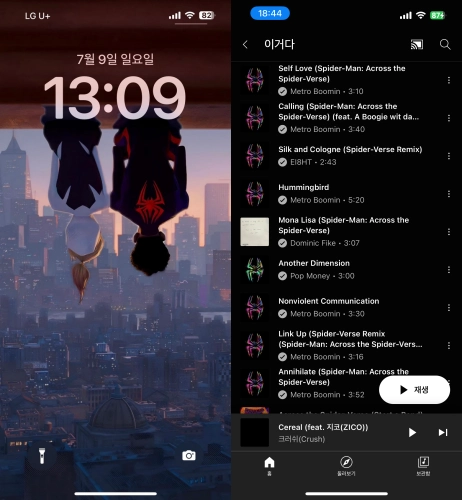 LG U+
82
7월 9일 일요일
13:09
18:44
87+
이거다
Self Love (Spider-Man: Across the
Spider-Verse)
Metro Boomin • 3:10
Calling (Spider-Man: Across the
Spider-Verse) (feat. A Boogie wit da...
Metro Boomin • 3:40
Silk and Cologne (Spider-Verse Remix)
EI8HT • 2:43
Hummingbird
Metro Boomin • 5:20
Mona Lisa (Spider-Man: Across the
Spider-Verse)
Dominic Fike • 3:07
Another Dimension
Pop Money • 3:00
Nonviolent Communication
Metro Boomin • 3:30
Link Up (Spider-Verse Remix
(Spider-Man: Across the Spider-Vers...
Metro Boomin • 3:16
Annihilate (Spider-Man: Across the
Spider-Verse)
Metro Boomin • 3:52
재생
Cereal (feat. 지코(ZICO))
크러쉬(Crush)
홈
둘러보기
보관함